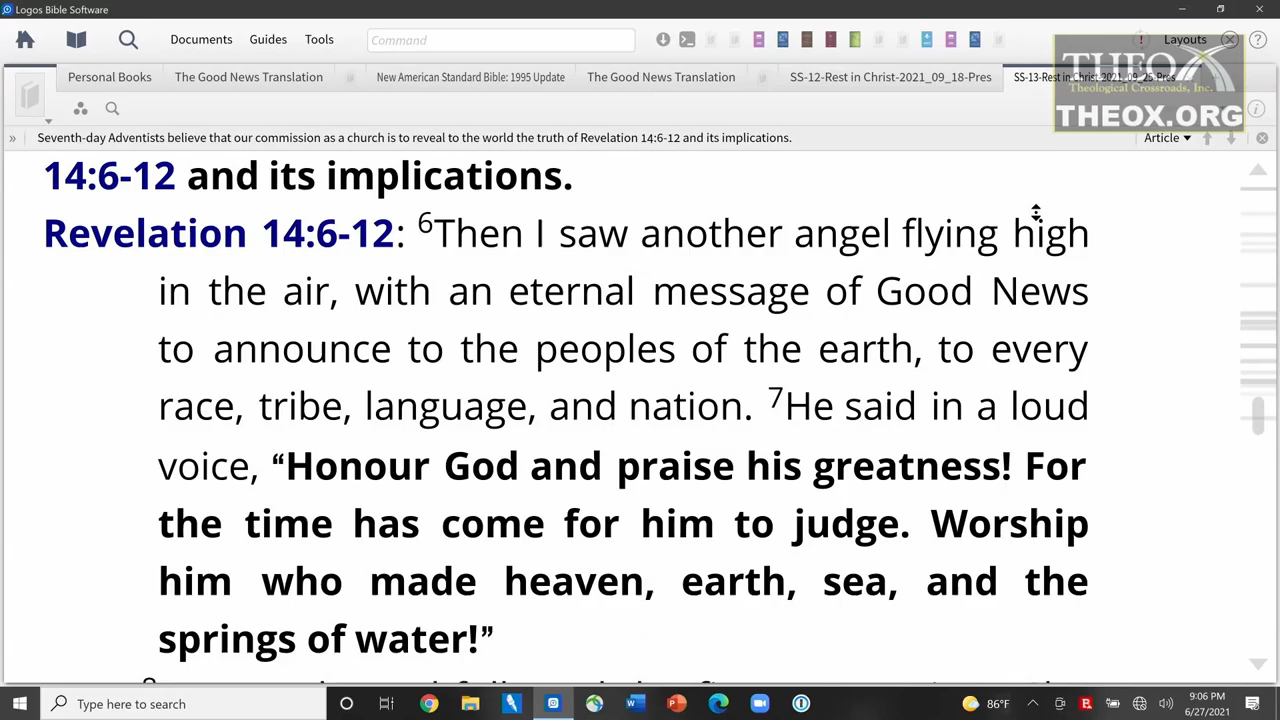 Logos Bible Software
Documents Guides Tools Command Layouts
Personal Books The Good News Translation New American Standard Bible: 1995 Update The Good News Translation SS-12-Rest in Christ-2021_09_18-Pres SS-13-Rest in Christ-2021_09_25-Pres
THEOX
Theological Crossroads, Inc.
THEOX.ORG
» Seventh-day Adventists believe that our commission as a church is to reveal to the world the truth of Revelation 14:6-12 and its implications. Article
14:6-12 and its implications.
Revelation 14:6-12: ⁶Then I saw another angel flying high
in the air, with an eternal message of Good News
to announce to the peoples of the earth, to every
race, tribe, language, and nation. ⁷He said in a loud
voice, “Honour God and praise his greatness! For
the time has come for him to judge. Worship
him who made heaven, earth, sea, and the
springs of water!”
Type here to search 86°F 9:06 PM
6/27/2021